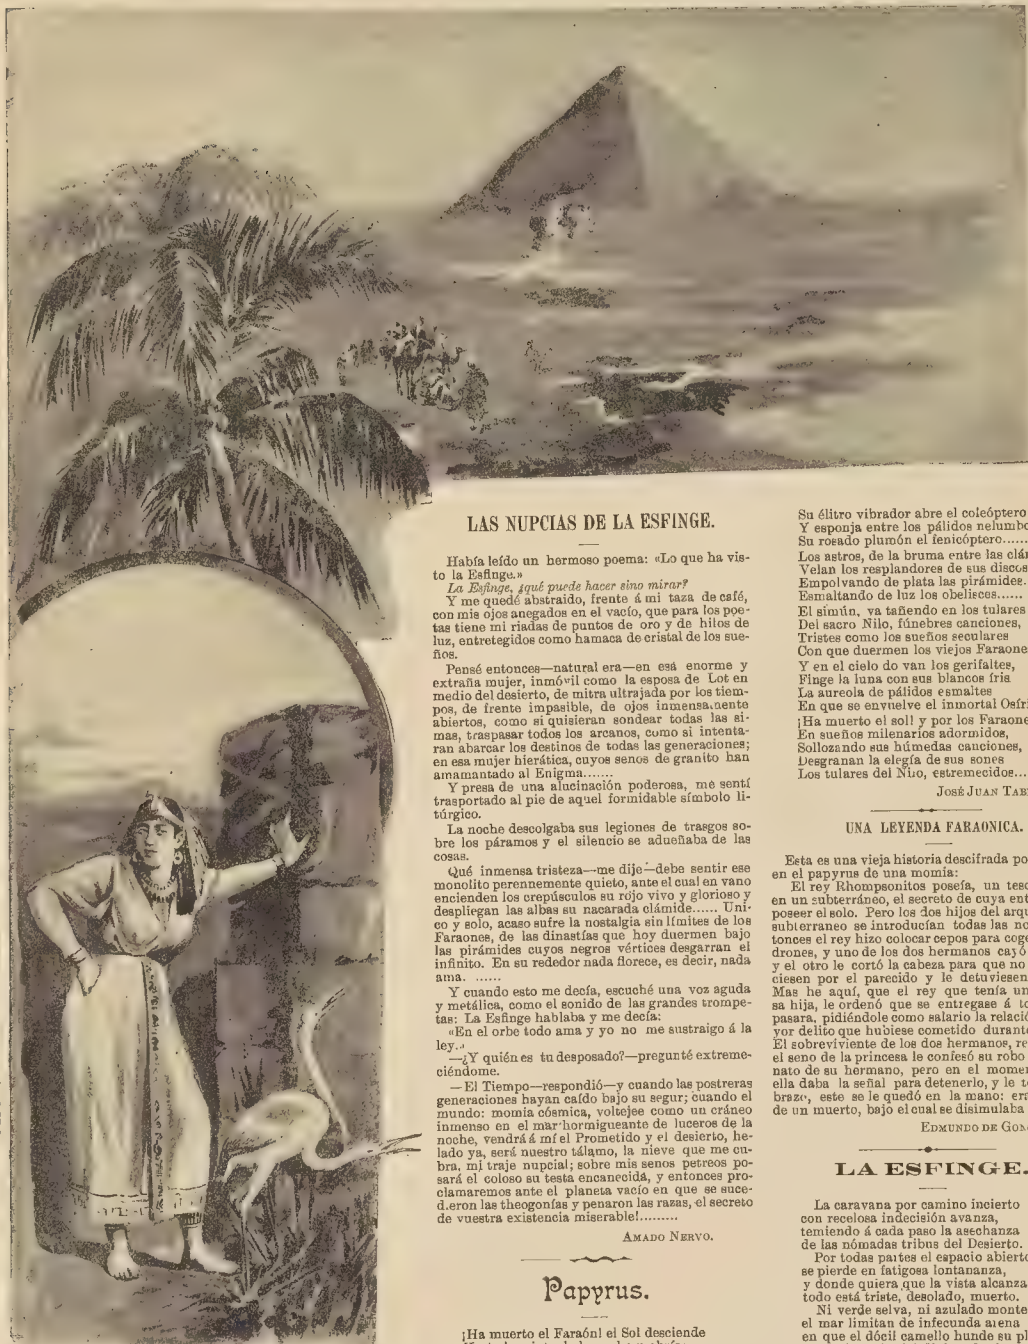 LAS NUPCIAS DE LA ESFINGE.
Había leído un hermoso poema: «Lo que ha vis-
to la Esfinge.»
La Esfinge, ¿qué puede hacer sino mirar?
Y me quedé abstraido, frente á mi taza de café,
con mis ojos anegados en el vacío, que para los poe-
tas tiene mi riadas de puntos de oro y de hilos de
luz, entretegidos como hamaca de cristal de los sue-
ños.
Pensé entonces—natural era—en esá enorme y
extraña mujer, inmóvil como la esposa de Lot en
medio del desierto, de mitra ultrajada por los tiem-
pos, de frente impasible, de ojos inmensamente
abiertos, como si quisieran sondear todas las si-
mas, traspasar todos los arcanos, como si intenta-
ran abarcar los destinos de todas las generaciones;
en esa mujer hierática, cuyos senos de granito han
amamantado al Enigma.......
Y presa de una alucinación poderosa, me sentí
trasportado al pie de aquel formidable símbolo li-
túrgico.
La noche descolgaba sus legiones de trasgos so-
bre los páramos y el silencio se adueñaba de las
cosas.
Qué inmensa tristeza—me dije—debe sentir ese
monolito perennemente quieto, ante el cual en vano
encienden los crepúsculos su rojo vivo y glorioso y
despliegan las albas su nacarada clámide...... Uni-
co y solo, acaso sufre la nostalgia sin límites de los
Faraones, de las dinastías que hoy duermen bajo
las pirámides cuyos negros vértices desgarran el
infinito. En su rededor nada florece, es decir, nada
ama. ......
Y cuando esto me decía, escuché una voz aguda
y metálica, como el sonido de las grandes trompe-
tas: La Esfinge hablaba y me decía:
«En el orbe todo ama y yo no me sustraigo á la
ley.»
—¿Y quién es tu desposado?—pregunté extreme-
ciéndome.
—El Tiempo—respondió—y cuando las postreras
generaciones hayan caído bajo su segur; cuando el
mundo: momia cósmica, voltejee como un cráneo
inmenso en el mar hormigueante de luceros de la
noche, vendrá á mí el Prometido y el desierto, he-
lado ya, será nuestro tálamo, la nieve que me cu-
bra, mi traje nupcial; sobre mis senos petreos po-
sará el coloso su testa encanecidá, y entonces pro-
clamaremos ante el planeta vacío en que se suce-
dieron las theogonías y penaron las razas, el secreto
de vuestra existencia miserable!.........
AMADO NERVO.
Papyrus.
¡Ha muerto el Faraón! el Sol desciende
Su élitro vibrador abre el coleóptero
Y esponja entre los pálidos nelumbo
Su rosado plumón el fenicóptero......
Los astros, de la bruma entre las clám
Velan los resplandores de sus discos
Empolvando de plata las pirámides.
Esmaltando de luz los obeliscos......
El simún, va tañendo en los tulares
Del sacro Nilo, fúnebres canciones,
Tristes como los sueños seculares
Con que duermen los viejos Faraone
Y en el cielo do van los gerifaltes,
Finge la luna con sus blancos íris
La aureola de pálidos esmaltes
En que se envuelve el inmortal Osír
¡Ha muerto el sol! y por los Faraone
En sueños milenarios adormidos,
Sollozando sus húmedas canciones,
Desgranan la elegía de sus sones
Los tulares del Nilo, estremecidos...
JOSÉ JUAN TAB
UNA LEYENDA FARAONICA.
Esta es una vieja historia descifrada po
en el papyrus de una momia:
El rey Rhompsonitos poseía, un teso
en un subterráneo, el secreto de cuya ent
poseer el solo. Pero los dos hijos del arqu
subterraneo se introducían todas las no
tonces el rey hizo colocar cepos para coge
drones, y uno de los dos hermanos cayó
y el otro le cortó la cabeza para que no
ciesen por el parecido y le detuviesen
Mas he aquí, que el rey que tenía un
sa hija, le ordenó que se entregase á to
pasara, pidiéndole como salario la relació
yor delito que hubiese cometido durante
El sobreviviente de los dos hermanos, re
el seno de la princesa le confesó su robo
nato de su hermano, pero en el momen
ella daba la señal para detenerlo, y le t
brazo, este se le quedó en la mano: era
de un muerto, bajo el cual se disimulaba
EDMUNDO DE GON
LA ESFINGE.
La caravana por camino incierto
con recelosa indecisión avanza,
temiendo á cada paso la asechanza
de las nómadas tribus del Desierto.
Por todas partes el espacio abierto
se pierde en fatigosa lontananza,
y donde quiera que la vista alcanza
todo está triste, desolado, muerto.
Ni verde selva, ni azulado monte
el mar limitan de infecunda arena
en que el dócil camello hunde su pl